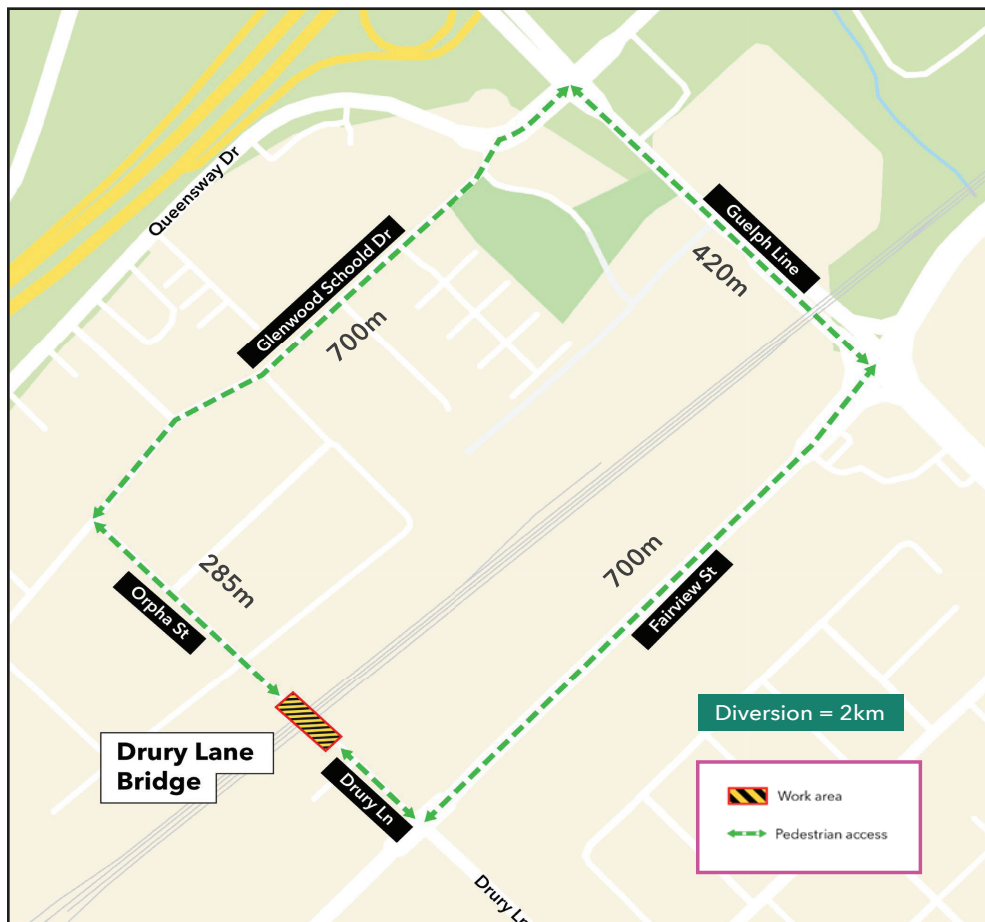 Queensway Dr
Glenwood Schoold Dr
700m
Guelph Line
420m
285m
Orpha St
700m
Fairview St
Diversion = 2km
Drury Lane
Bridge
Drury Ln
Work area
Pedestrian access
Drury Ln